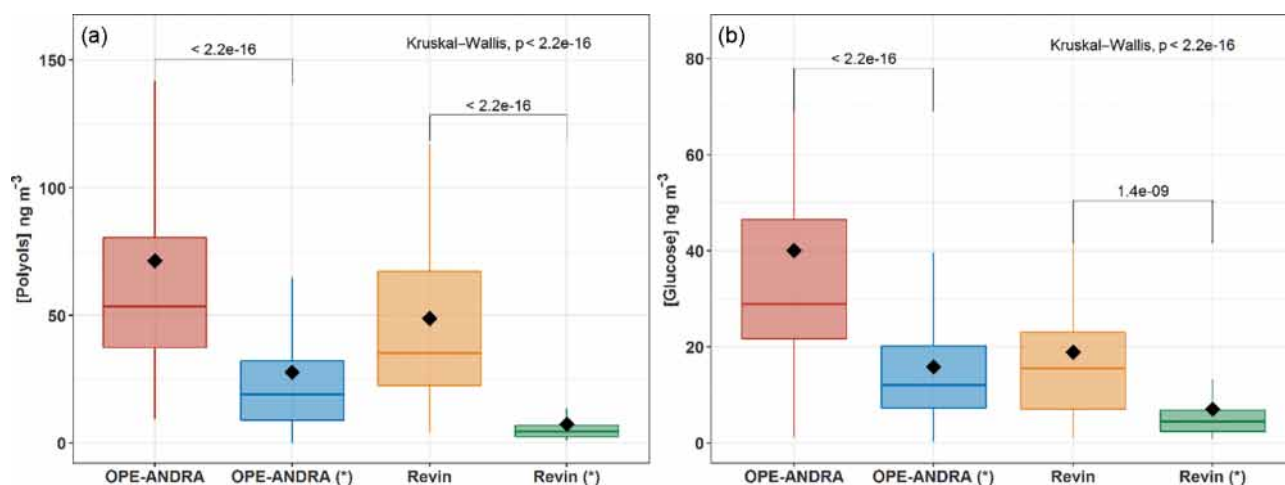 (a)
< 2.2e-16
Kruskal–Wallis, p < 2.2e-16
< 2.2e-16
150
100
50
0
[Polyols] ng m⁻³
OPE-ANDRA OPE-ANDRA (*) Revin Revin (*)
(b)
< 2.2e-16
Kruskal–Wallis, p < 2.2e-16
1.4e-09
80
60
40
20
0
[Glucose] ng m⁻³
OPE-ANDRA OPE-ANDRA (*) Revin Revin (*)